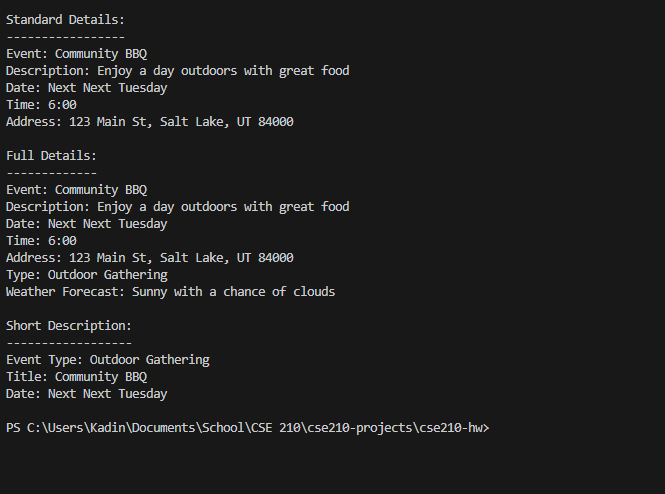 Standard Details:
-----------------
Event: Community BBQ
Description: Enjoy a day outdoors with great food
Date: Next Next Tuesday
Time: 6:00
Address: 123 Main St, Salt Lake, UT 84000
Full Details:
-------------
Event: Community BBQ
Description: Enjoy a day outdoors with great food
Date: Next Next Tuesday
Time: 6:00
Address: 123 Main St, Salt Lake, UT 84000
Type: Outdoor Gathering
Weather Forecast: Sunny with a chance of clouds
Short Description:
------------------
Event Type: Outdoor Gathering
Title: Community BBQ
Date: Next Next Tuesday
PS C:\Users\Kadin\Documents\School\CSE 210\cse210-projects\cse210-hw>